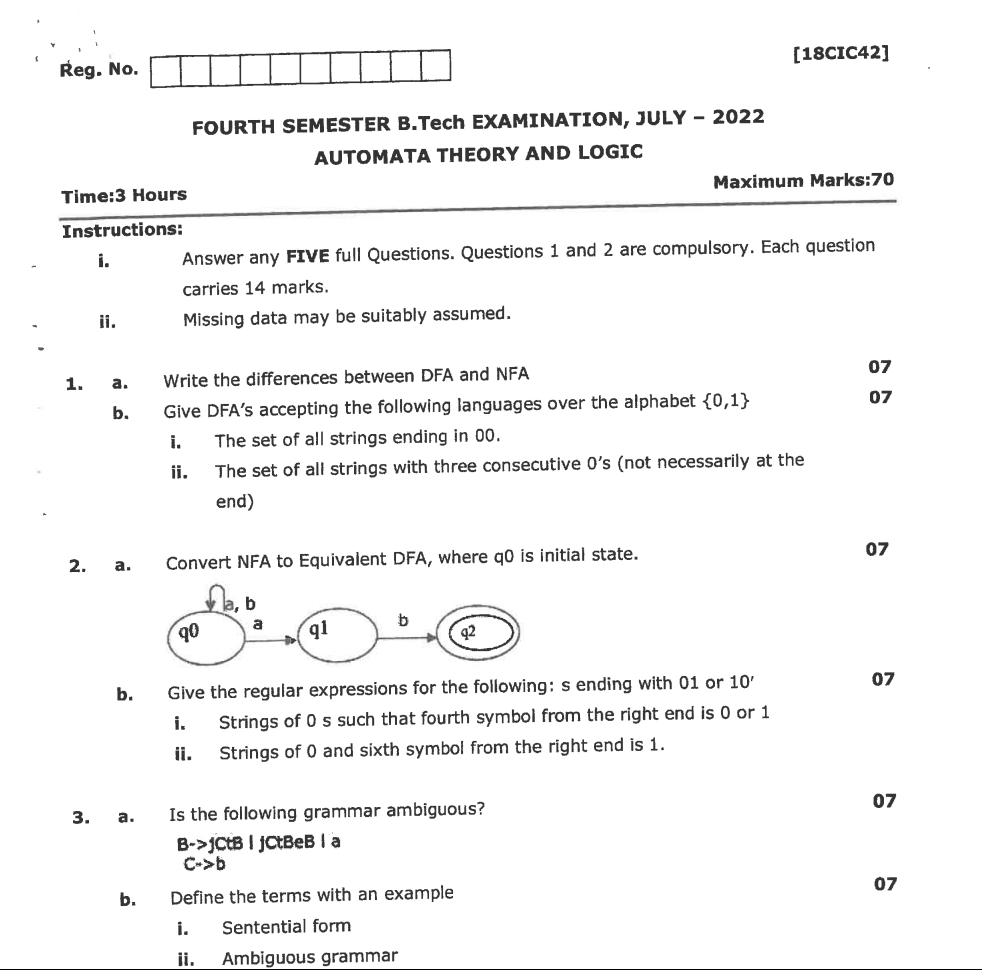 [18CIC42]
Reg. No.
FOURTH SEMESTER B.Tech EXAMINATION, JULY – 2022
AUTOMATA THEORY AND LOGIC
Time:3 Hours Maximum Marks:70
Instructions:
i. Answer any FIVE full Questions. Questions 1 and 2 are compulsory. Each question
carries 14 marks.
ii. Missing data may be suitably assumed.
1. a. Write the differences between DFA and NFA 07
b. Give DFA's accepting the following languages over the alphabet {0,1} 07
i. The set of all strings ending in 00.
ii. The set of all strings with three consecutive 0's (not necessarily at the
end)
2. a. Convert NFA to Equivalent DFA, where q0 is initial state. 07
a, b
q0 a q1 b q2
b. Give the regular expressions for the following: s ending with 01 or 10' 07
i. Strings of 0 s such that fourth symbol from the right end is 0 or 1
ii. Strings of 0 and sixth symbol from the right end is 1.
3. a. Is the following grammar ambiguous? 07
B->jCtB | jCtBeB | a
C->b
b. Define the terms with an example 07
i. Sentential form
ii. Ambiguous grammar